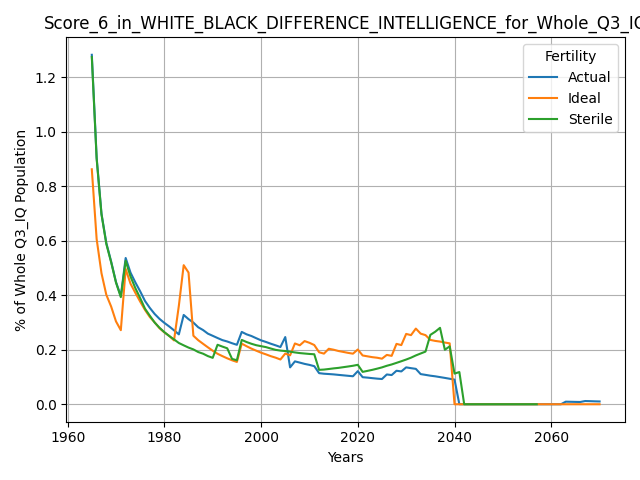 Score_6_in_WHITE_BLACK_DIFFERENCE_INTELLIGENCE_for_Whole_Q3_IQ
Fertility
Actual
Ideal
Sterile
% of Whole Q3_IQ Population
1.2
1.0
0.8
0.6
0.4
0.2
0.0
1960
1980
2000
2020
2040
2060
Years